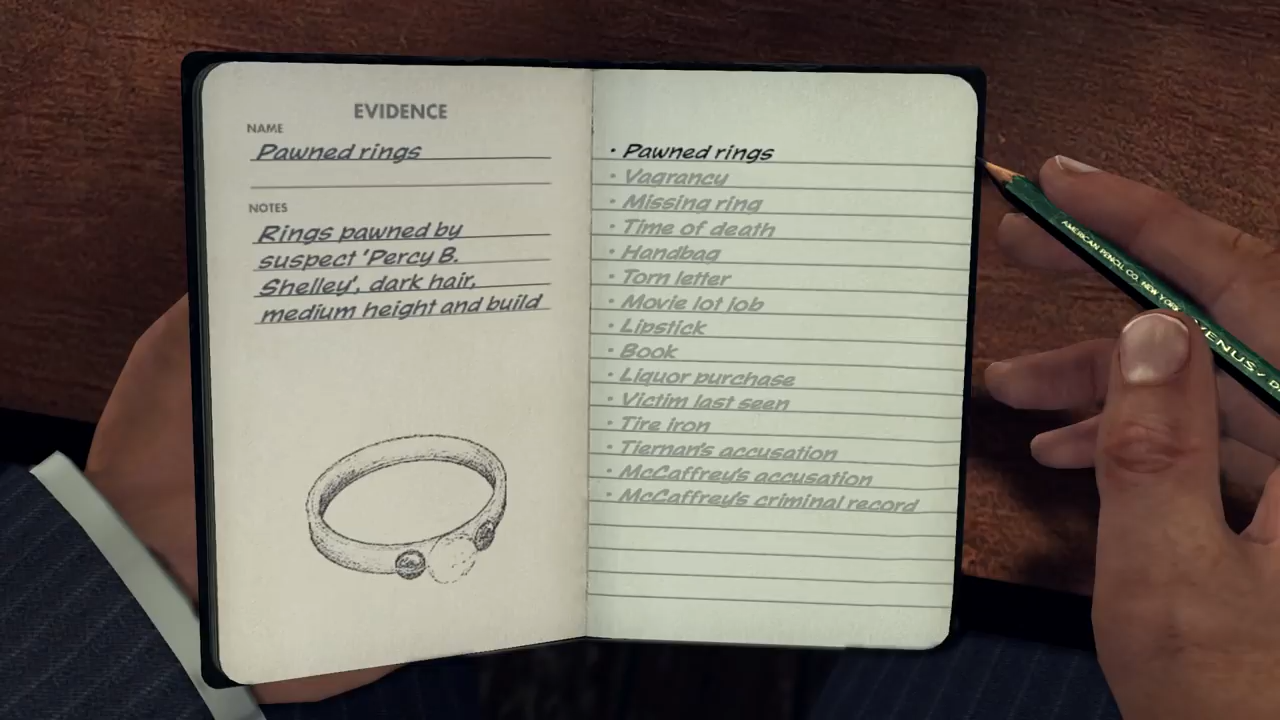 EVIDENCE
NAME
Pawned rings
NOTES
Rings pawned by
suspect 'Percy B.
Shelley', dark hair,
medium height and build
• Pawned rings
• Vagrancy
• Missing ring
• Time of death
• Handbag
• Torn letter
• Movie lot job
• Lipstick
• Book
• Liquor purchase
• Victim last seen
• Tire iron
• Tiernan's accusation
• McCaffrey's accusation
• McCaffrey's criminal record
AMERICAN PENCIL CO. NEW YORK
VENUS